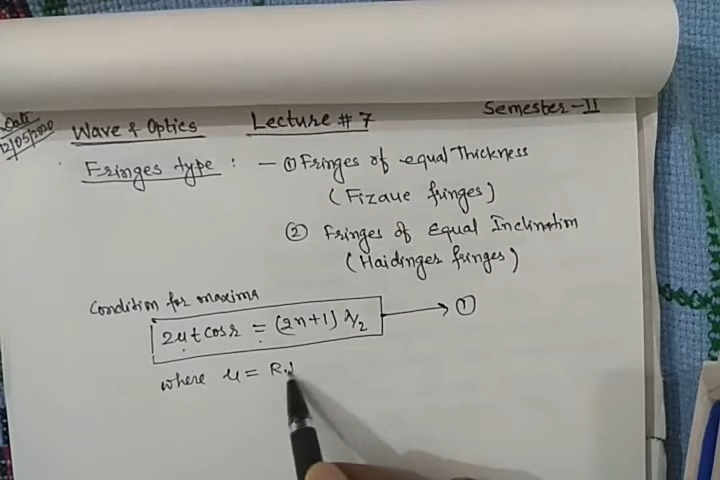 Date
12/05/2020
Wave & Optics Lecture # 7 Semester-II
Fringes type : - ① Fringes of equal Thickness
(Fizaue fringes)
② Fringes of Equal Inclination
(Haidinges fringes)
Condition for maxima
2μt cos r = (2n+1) λ/2 → ①
where μ = R.I